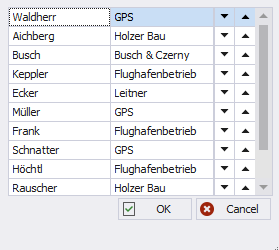 Waldherr GPS
Aichberg Holzer Bau
Busch Busch & Czerny
Keppler Flughafenbetrieb
Ecker Leitner
Müller GPS
Frank Flughafenbetrieb
Schnatter GPS
Höchtl Flughafenbetrieb
Rauscher Holzer Bau
OK Cancel